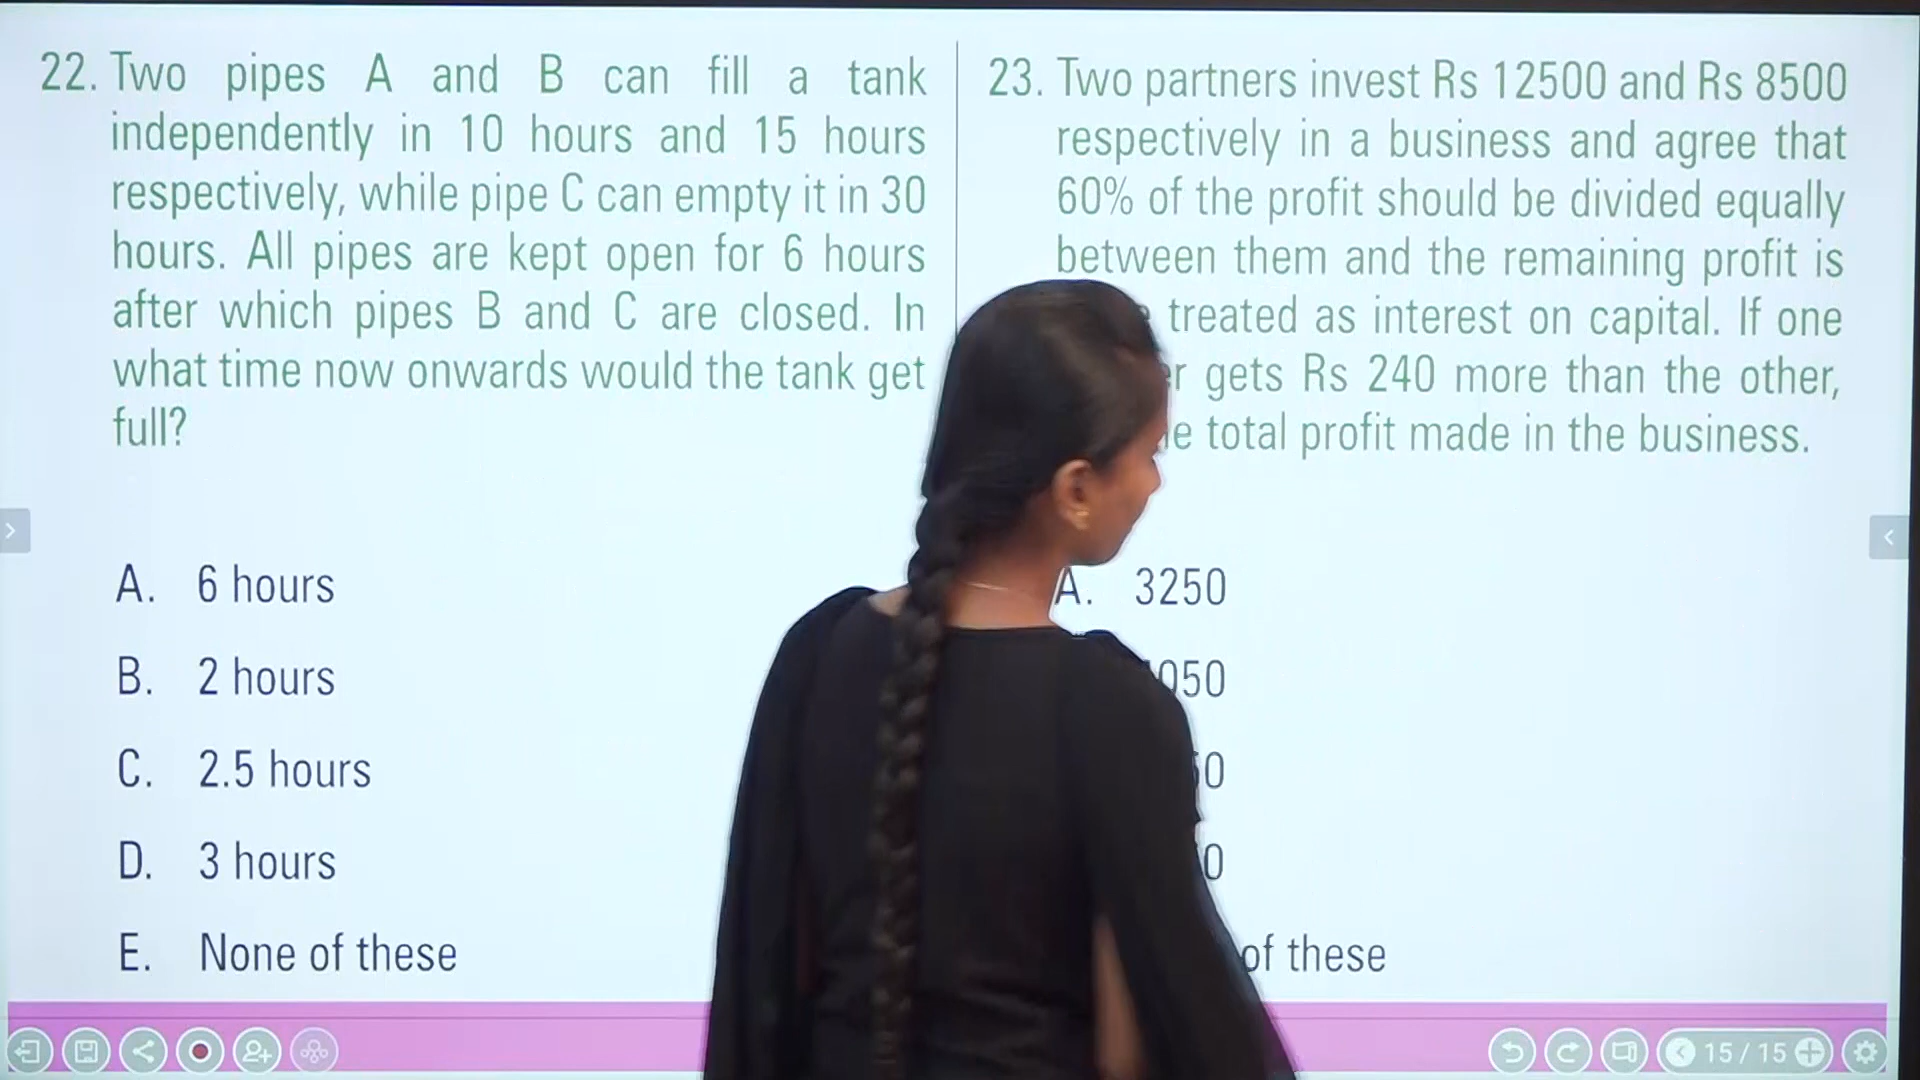 22. Two pipes A and B can fill a tank
independently in 10 hours and 15 hours
respectively, while pipe C can empty it in 30
hours. All pipes are kept open for 6 hours
after which pipes B and C are closed. In
what time now onwards would the tank get
full?
A. 6 hours
B. 2 hours
C. 2.5 hours
D. 3 hours
E. None of these
23. Two partners invest Rs 12500 and Rs 8500
respectively in a business and agree that
60% of the profit should be divided equally
between them and the remaining profit is
treated as interest on capital. If one
gets Rs 240 more than the other,
total profit made in the business.
A. 3250
of these
15 / 15